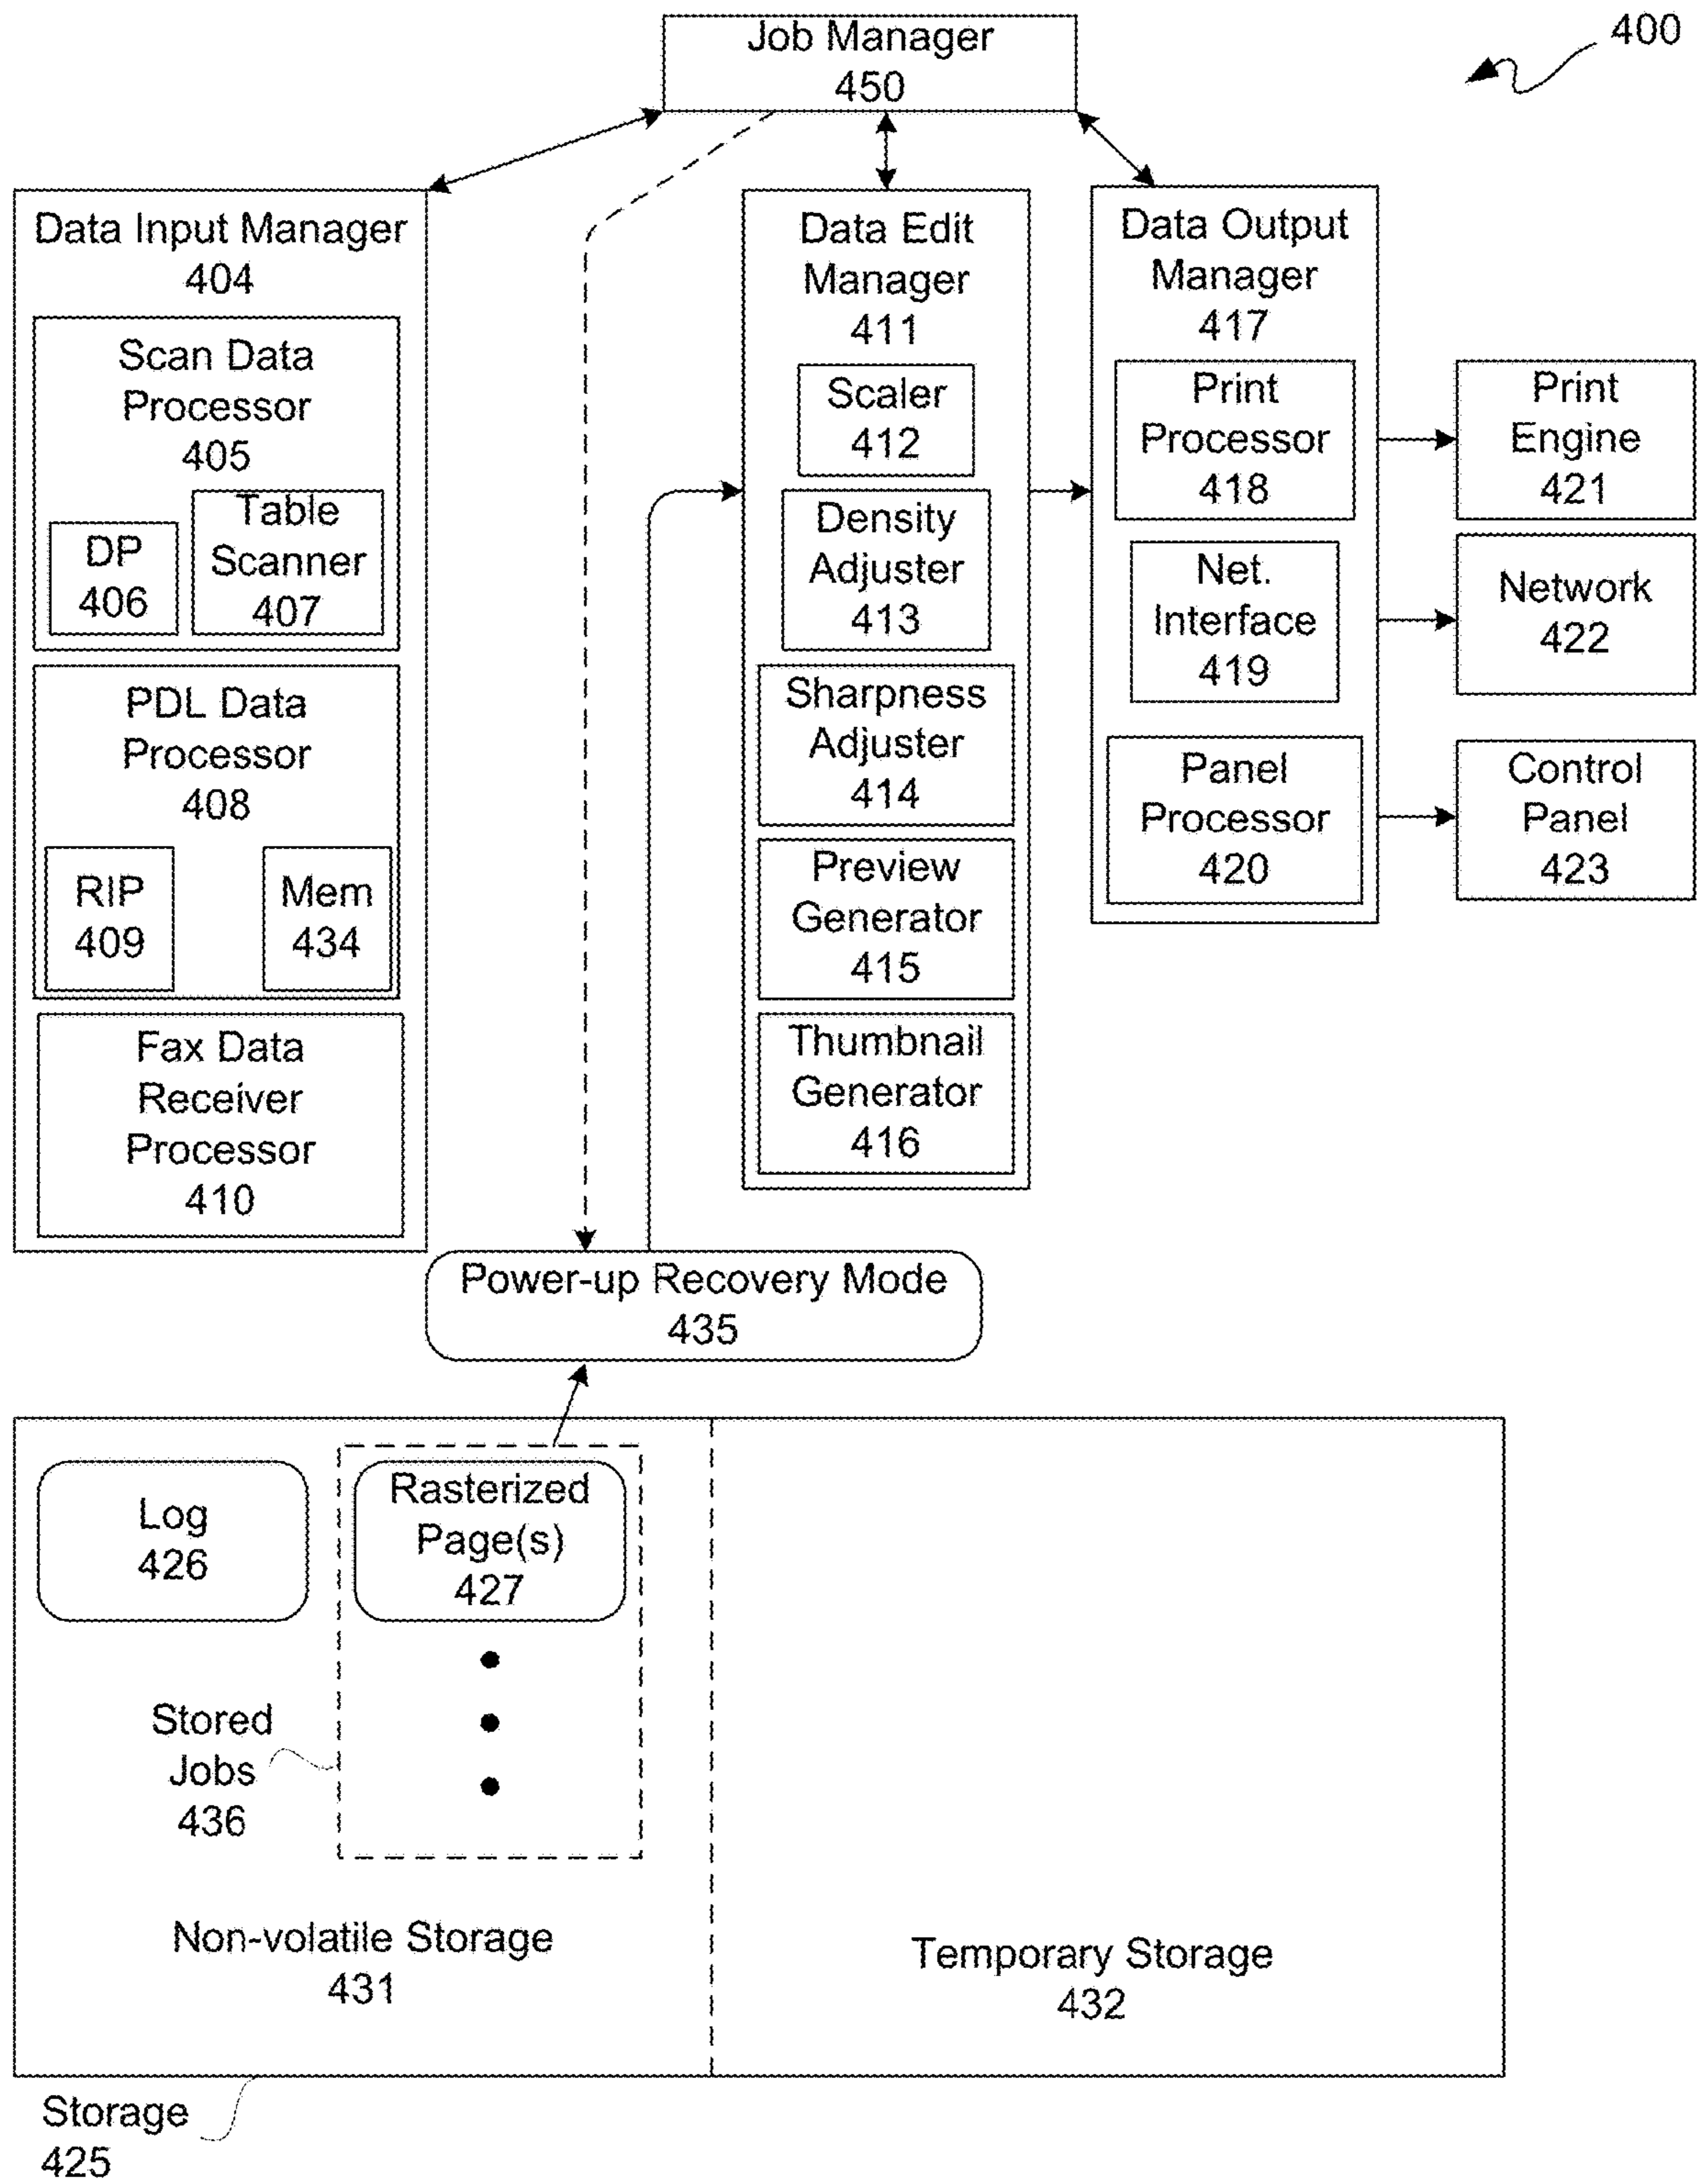 Job Manager
450
400
Data Input Manager
404
Scan Data
Processor
405
DP
406
Table
Scanner
407
PDL Data
Processor
408
RIP
409
Mem
434
Fax Data
Receiver
Processor
410
Data Edit
Manager
411
Scaler
412
Density
Adjuster
413
Sharpness
Adjuster
414
Preview
Generator
415
Thumbnail
Generator
416
Data Output
Manager
417
Print
Processor
418
Net.
Interface
419
Panel
Processor
420
Print
Engine
421
Network
422
Control
Panel
423
Power-up Recovery Mode
435
Log
426
Rasterized
Page(s)
427
Stored
Jobs
436
Non-volatile Storage
431
Temporary Storage
432
Storage
425